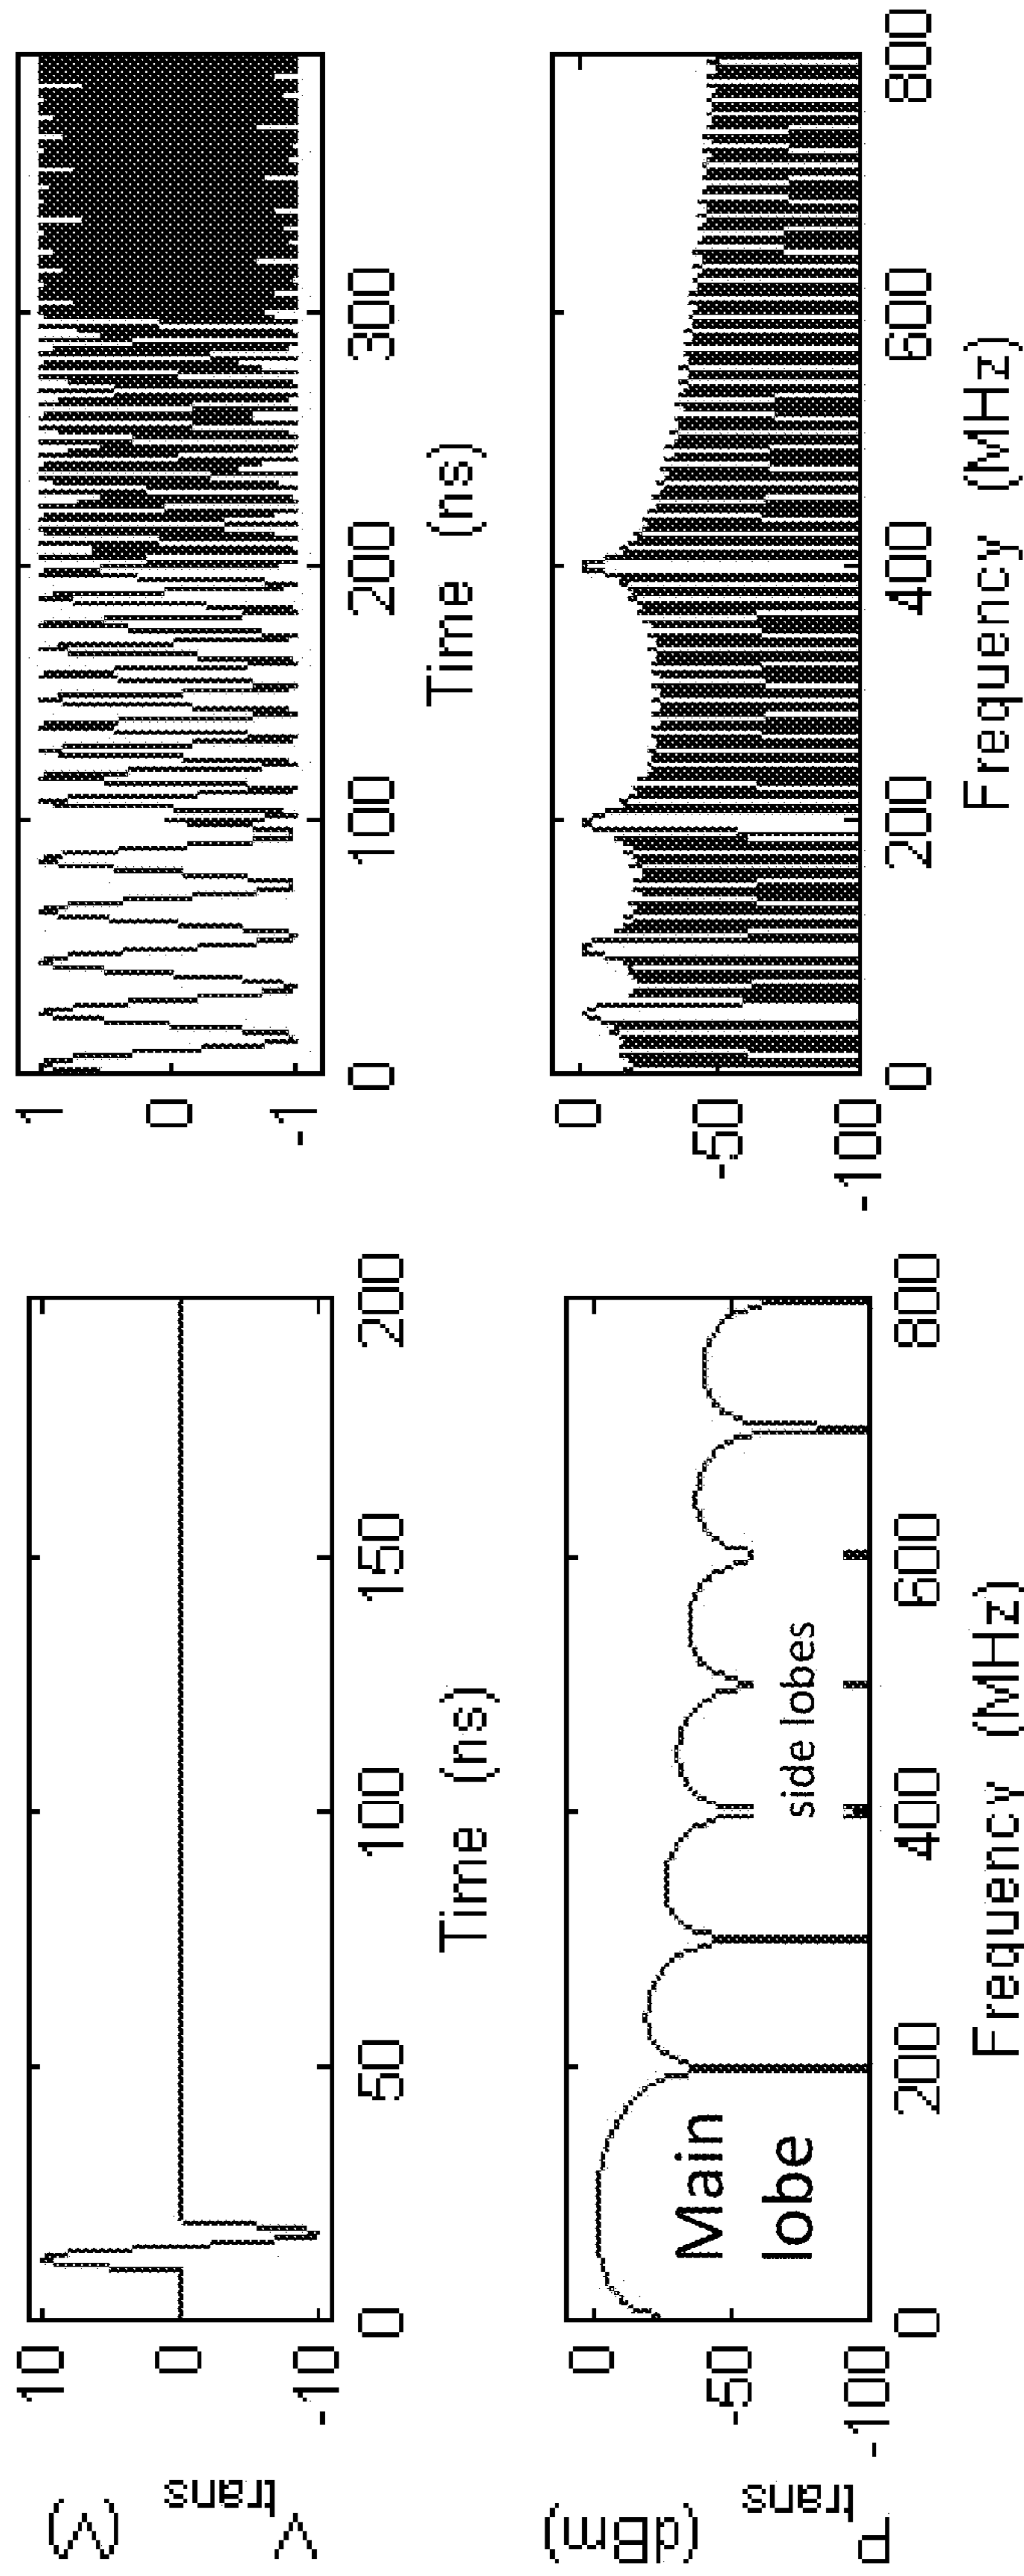 V trans (V)
10
0
-10
0 50 100 150 200
Time (ns)
1
0
-1
0 100 200 300
Time (ns)
P trans (dBm)
0
-50
-100
Main
lobe
side lobes
0 200 400 600 800
Frequency (MHz)
0
-50
-100
0 200 400 600 800
Frequency (MHz)